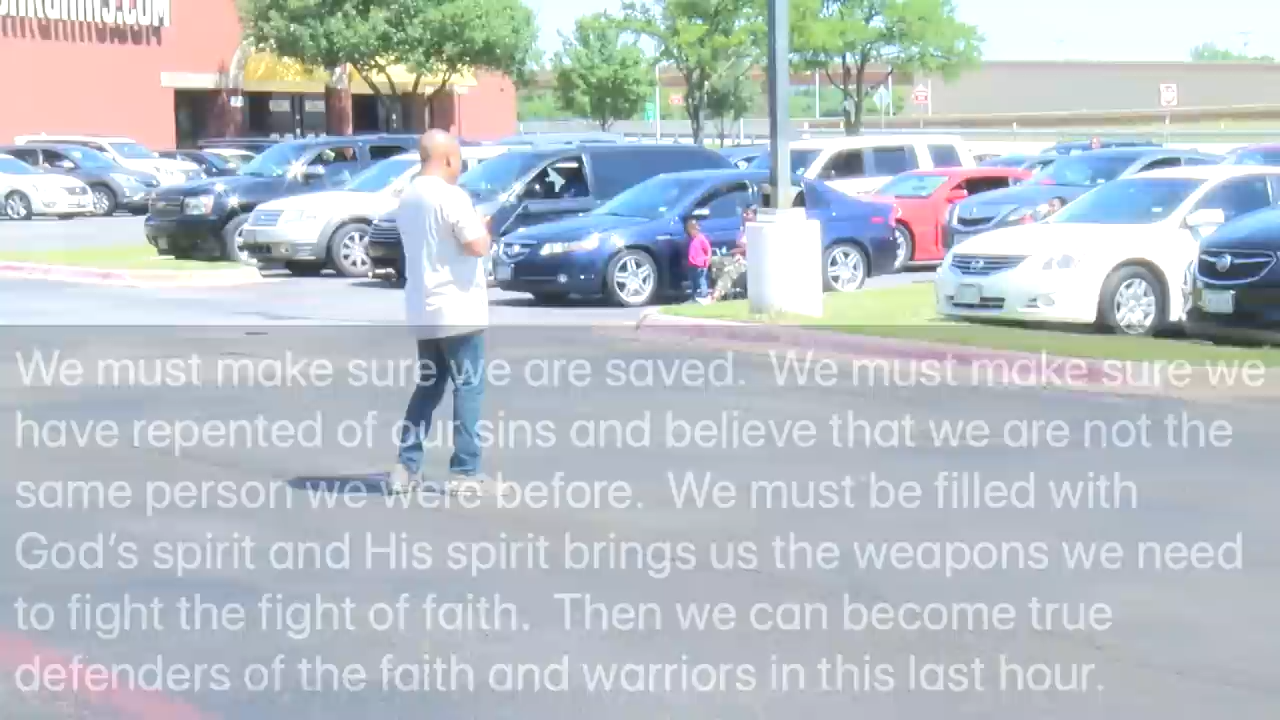 We must make sure we are saved.  We must make sure we
have repented of our sins and believe that we are not the
same person we were before.  We must be filled with
God's spirit and His spirit brings us the weapons we need
to fight the fight of faith.  Then we can become true
defenders of the faith and warriors in this last hour.